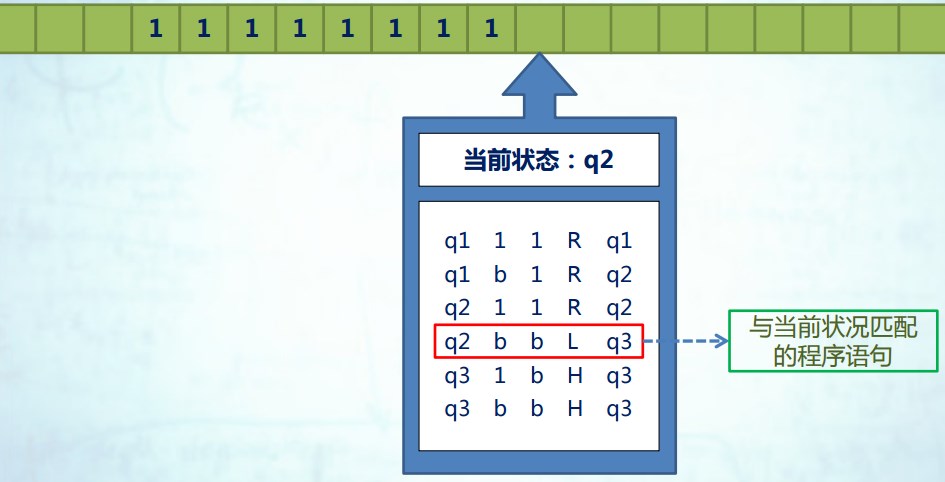 1 1 1 1 1 1 1 1
当前状态：q2
q1 1 1 R q1
q1 b 1 R q2
q2 1 1 R q2
q2 b b L q3
q3 1 b H q3
q3 b b H q3
与当前状况匹配
的程序语句